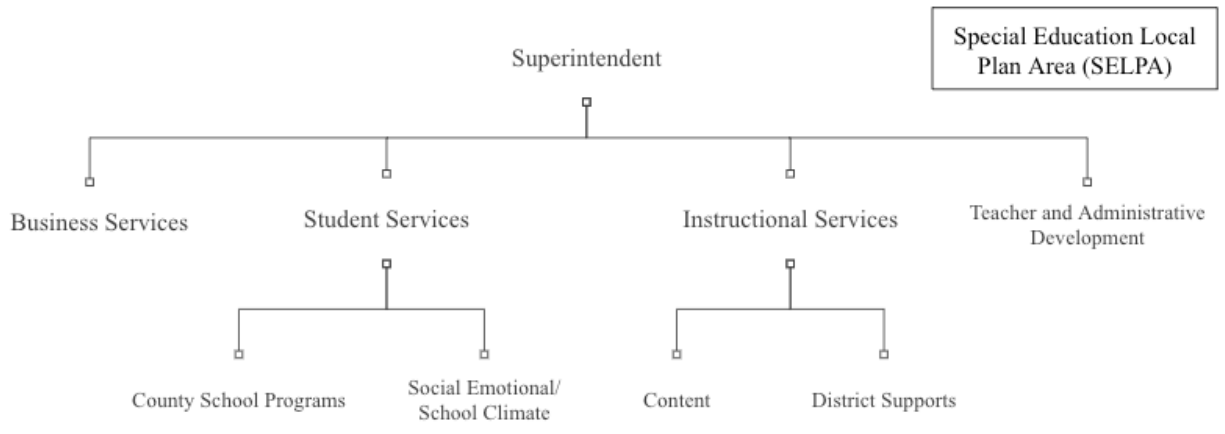 Special Education Local
Plan Area (SELPA)
Superintendent
Business Services
Student Services
Instructional Services
Teacher and Administrative
Development
County School Programs
Social Emotional/
School Climate
Content
District Supports